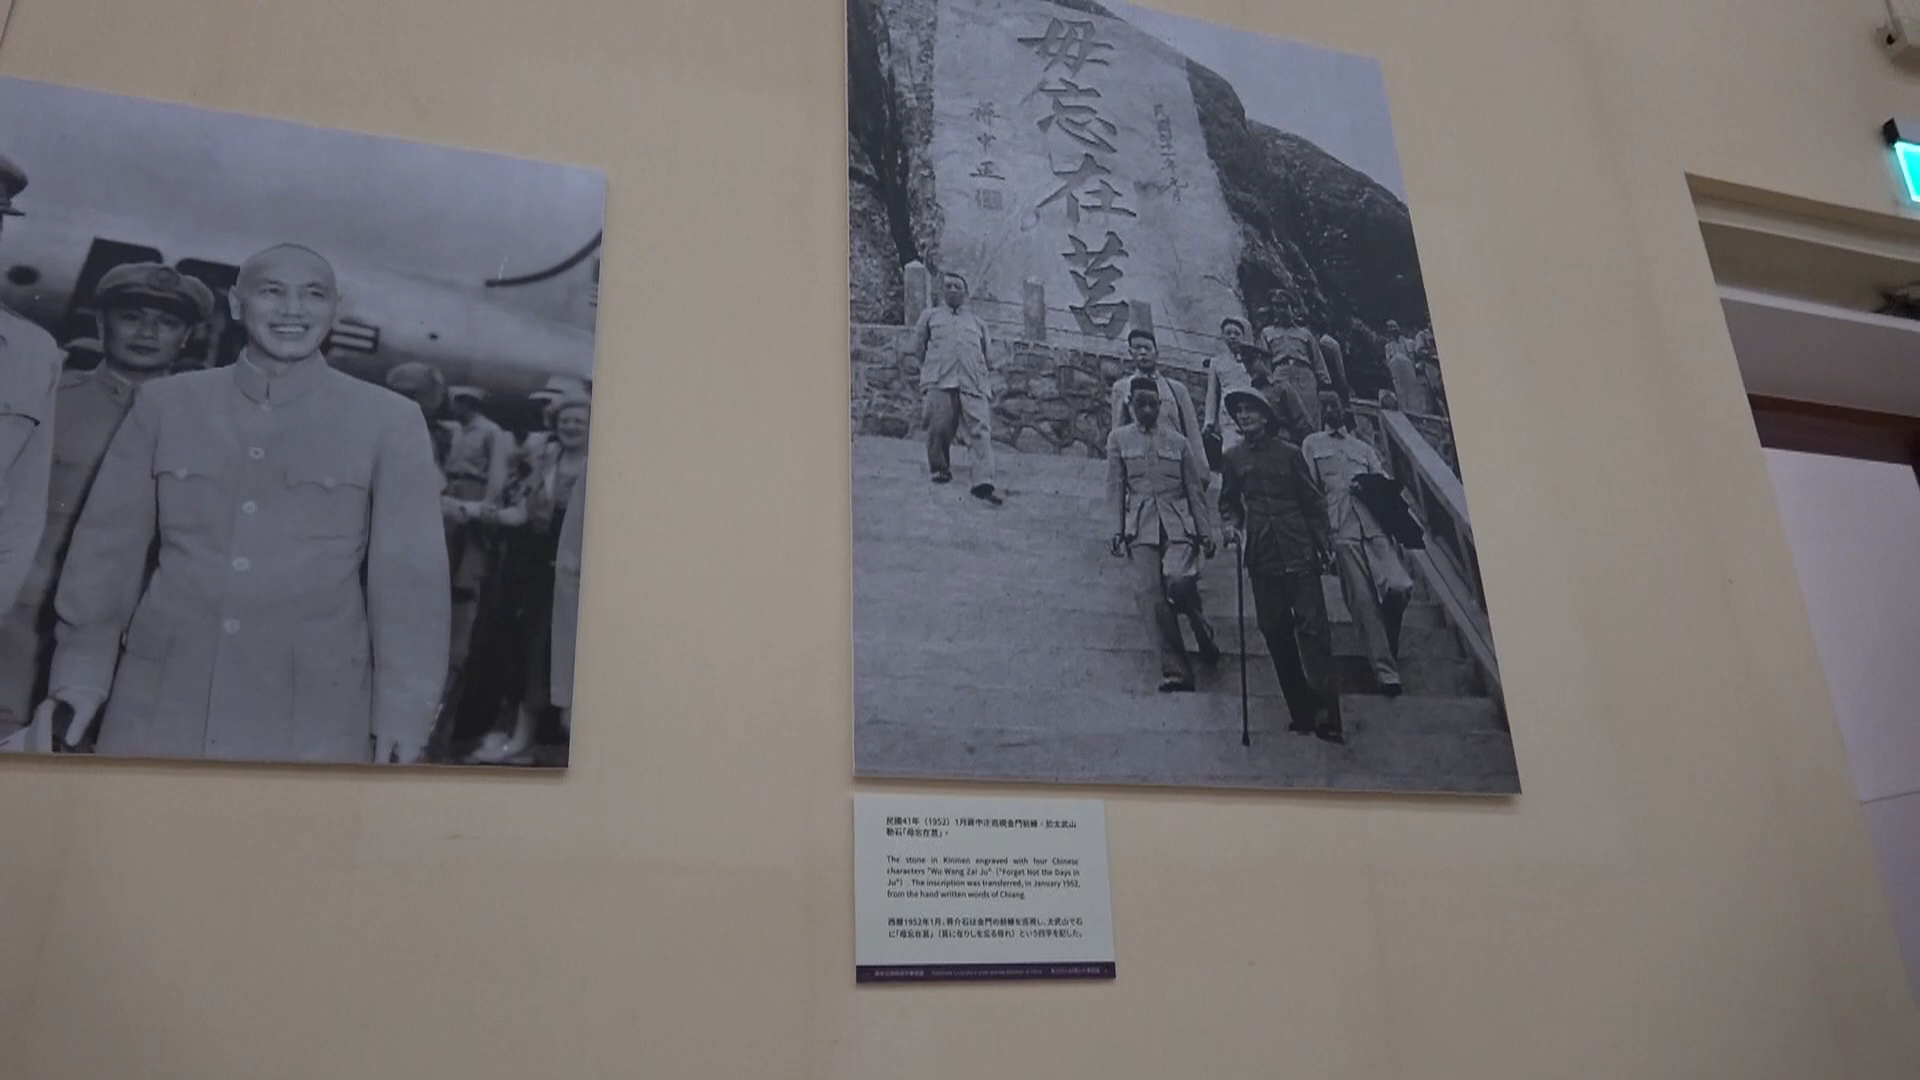 毋忘在莒
蔣中正
民國41年（1952）1月蔣中正巡視金門前線，於太武山
勒石「毋忘在莒」。
The stone in Kinmen engraved with four Chinese
characters "Wu Wang Zai Ju" ("Forget Not the Days in
Ju") . The inscription was transferred, in January 1952,
from the hand written words of Chiang.
西曆1952年1月、蔣介石は金門の前線を巡視し、太武山で石
に「毋忘在莒」（莒に在りしを忘る毋れ）という四字を記した。